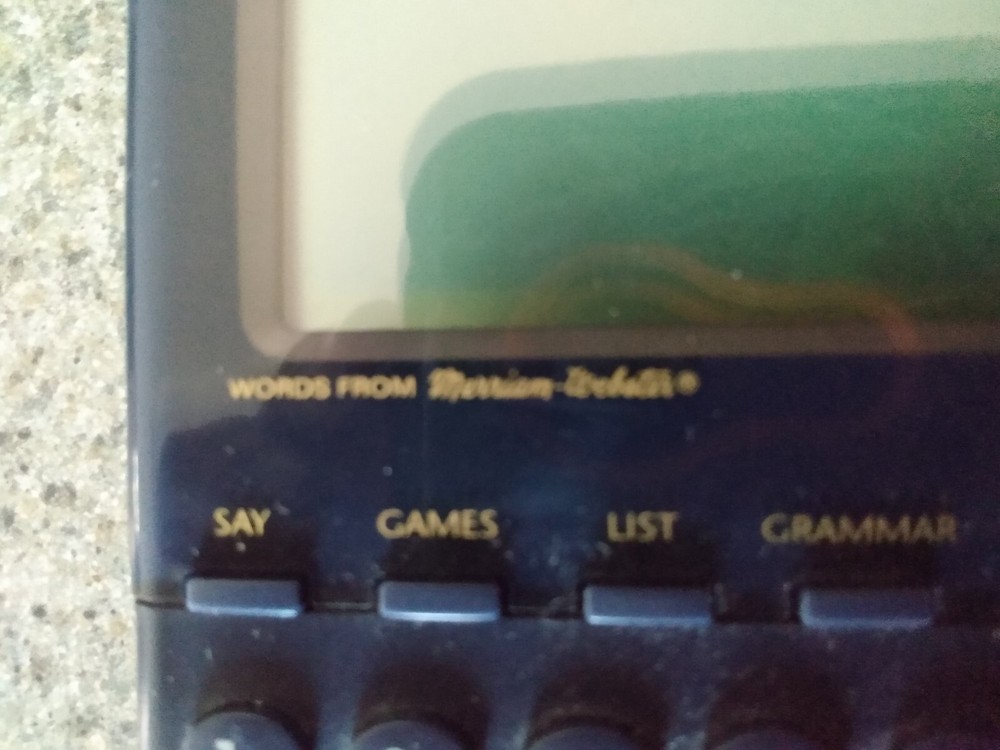 WORDS FROM Merriam-Webster®
SAY GAMES LIST GRAMMAR